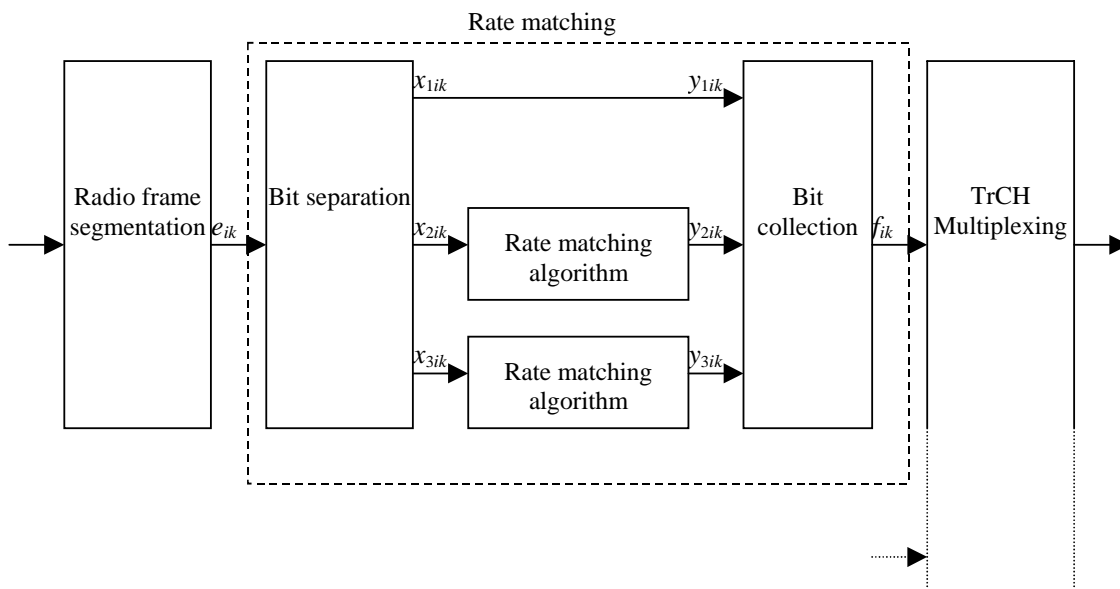 Rate matching
x1ik
y1ik
Radio frame
segmentation
eik
Bit separation
x2ik
Rate matching
algorithm
y2ik
x3ik
Rate matching
algorithm
y3ik
Bit
collection
fik
TrCH
Multiplexing